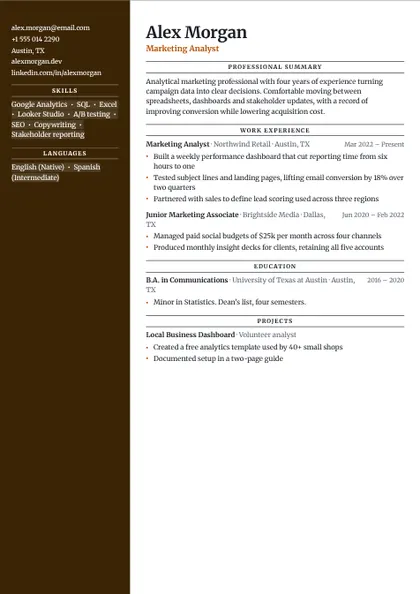 alex.morgan@email.com
+1 555 014 2290
Austin, TX
alexmorgan.dev
linkedin.com/in/alexmorgan
SKILLS
Google Analytics • SQL • Excel
• Looker Studio • A/B testing •
SEO • Copywriting •
Stakeholder reporting
LANGUAGES
English (Native) • Spanish
(Intermediate)
Alex Morgan
Marketing Analyst
PROFESSIONAL SUMMARY
Analytical marketing professional with four years of experience turning
campaign data into clear decisions. Comfortable moving between
spreadsheets, dashboards and stakeholder updates, with a record of
improving conversion while lowering acquisition cost.
WORK EXPERIENCE
Marketing Analyst · Northwind Retail · Austin, TX Mar 2022 – Present
• Built a weekly performance dashboard that cut reporting time from six
hours to one
• Tested subject lines and landing pages, lifting email conversion by 18% over
two quarters
• Partnered with sales to define lead scoring used across three regions
Junior Marketing Associate · Brightside Media · Dallas, Jun 2020 – Feb 2022
TX
• Managed paid social budgets of $25k per month across four channels
• Produced monthly insight decks for clients, retaining all five accounts
EDUCATION
B.A. in Communications · University of Texas at Austin · Austin, 2016 – 2020
TX
• Minor in Statistics. Dean's list, four semesters.
PROJECTS
Local Business Dashboard · Volunteer analyst
• Created a free analytics template used by 40+ small shops
• Documented setup in a two-page guide